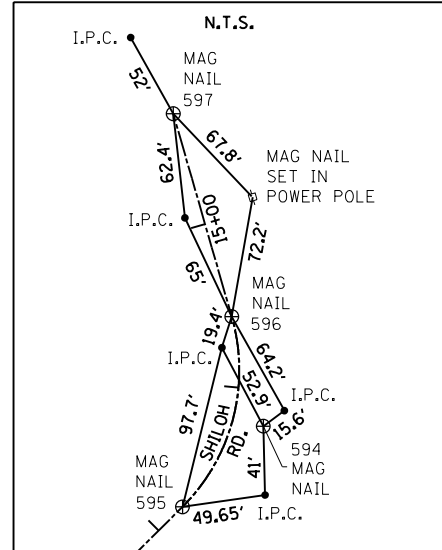 N.T.S.
I.P.C.
MAG
NAIL
597
52'
67.8'
62.4'
MAG NAIL
SET IN
POWER POLE
I.P.C.
15+00
72.2'
65'
MAG
NAIL
596
19.4'
I.P.C.
64.2'
52.9'
I.P.C.
97.7'
SHILOH
RD.
15.6'
594
MAG
NAIL
41'
MAG
NAIL
595
49.65'
I.P.C.